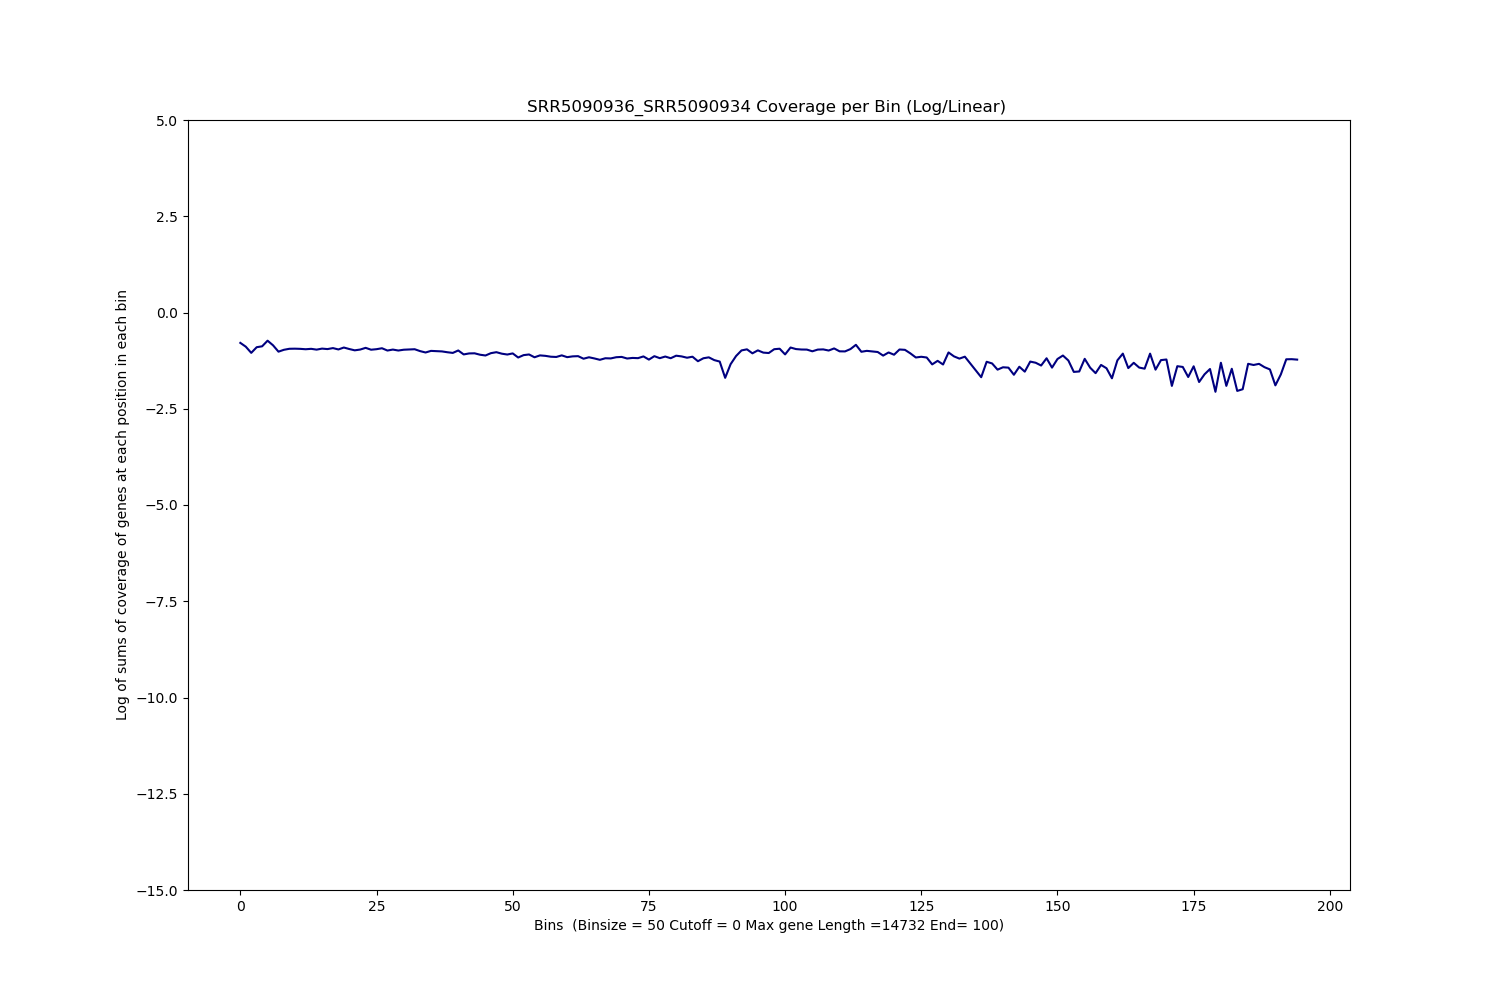 SRR5090936_SRR5090934 Coverage per Bin (Log/Linear)
5.0
2.5
0.0
−2.5
−5.0
−7.5
−10.0
−12.5
−15.0
Log of sums of coverage of genes at each position in each bin
0 25 50 75 100 125 150 175 200
Bins  (Binsize = 50 Cutoff = 0 Max gene Length =14732 End= 100)